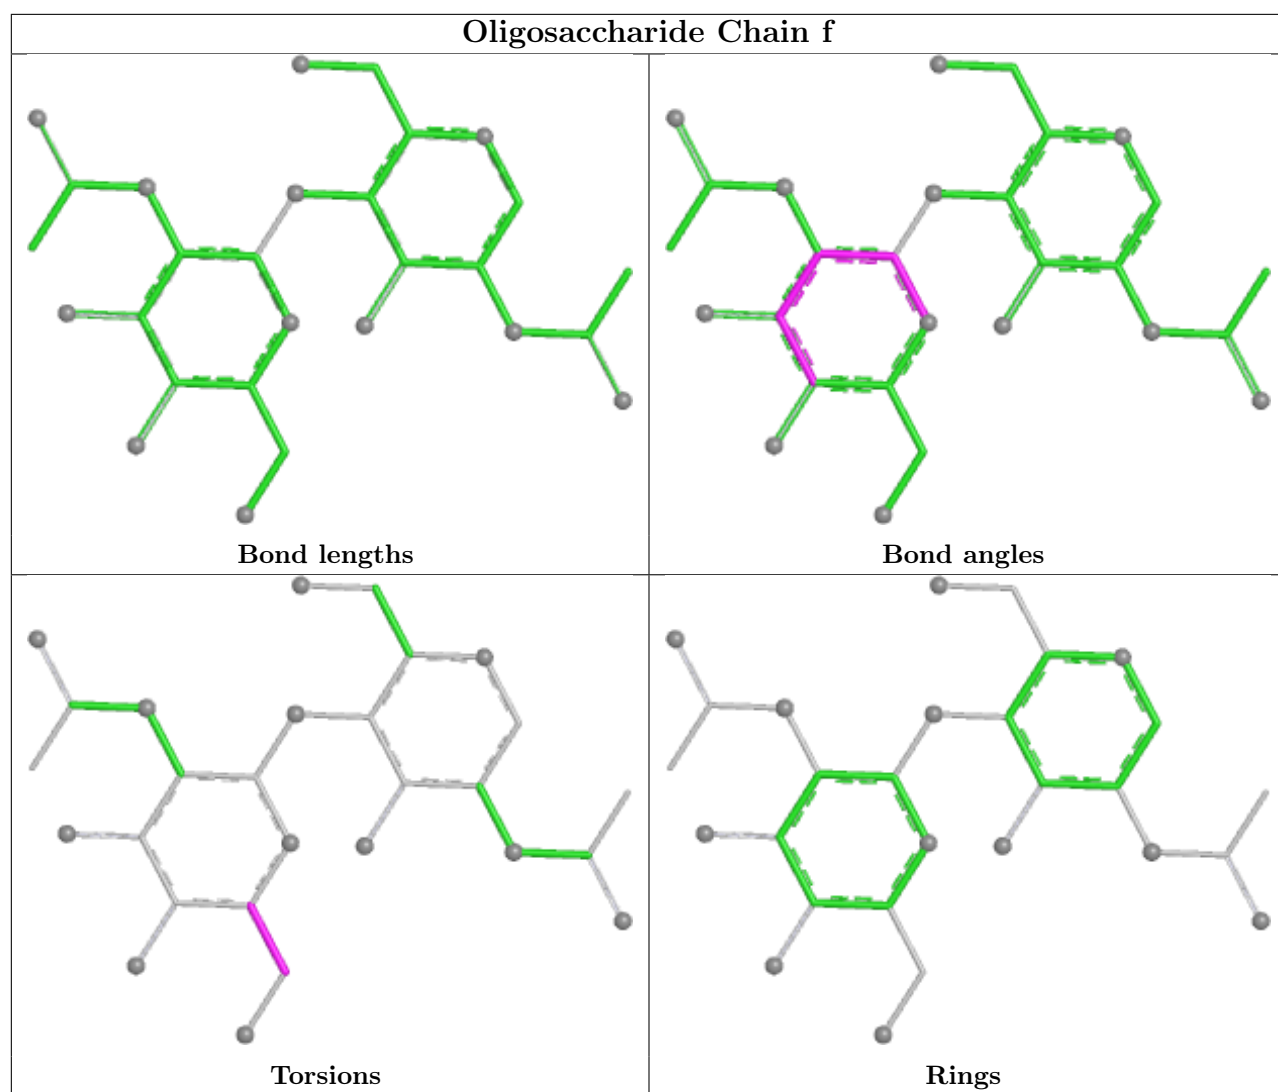 Oligosaccharide Chain f
Bond lengths
Bond angles
Torsions
Rings